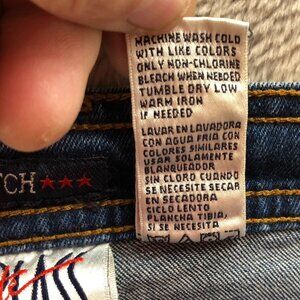 MACHINE WASH COLD
WITH LIKE COLORS
ONLY NON-CHLORINE
BLEACH WHEN NEEDED
TUMBLE DRY LOW
WARM IRON
IF NEEDED
LAVAR EN LAVADORA
CON AGUA FRIA CON
COLORES SIMILARES
USAR SOLAMENTE
BLANQUEADOR
SIN CLORO CUANDO
SE NECESITE SECAR
EN SECADORA
CICLO LENTO
PLANCHA TIBIA,
SI SE NECESITA
TCH★★★